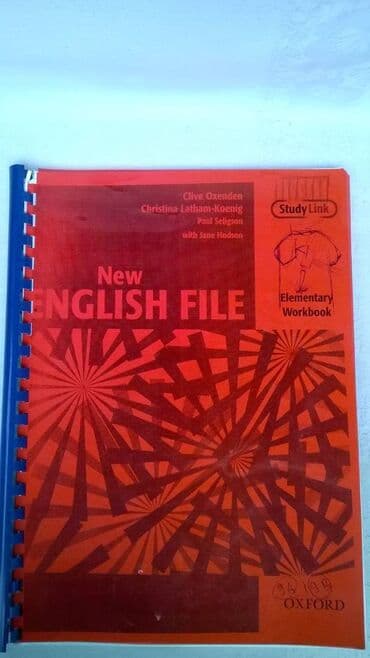 Clive Oxenden
Christina Latham-Koenig
Paul Seligson
with Jane Hudson
Study Link
Elementary
Workbook
New
ENGLISH FILE
OXFORD